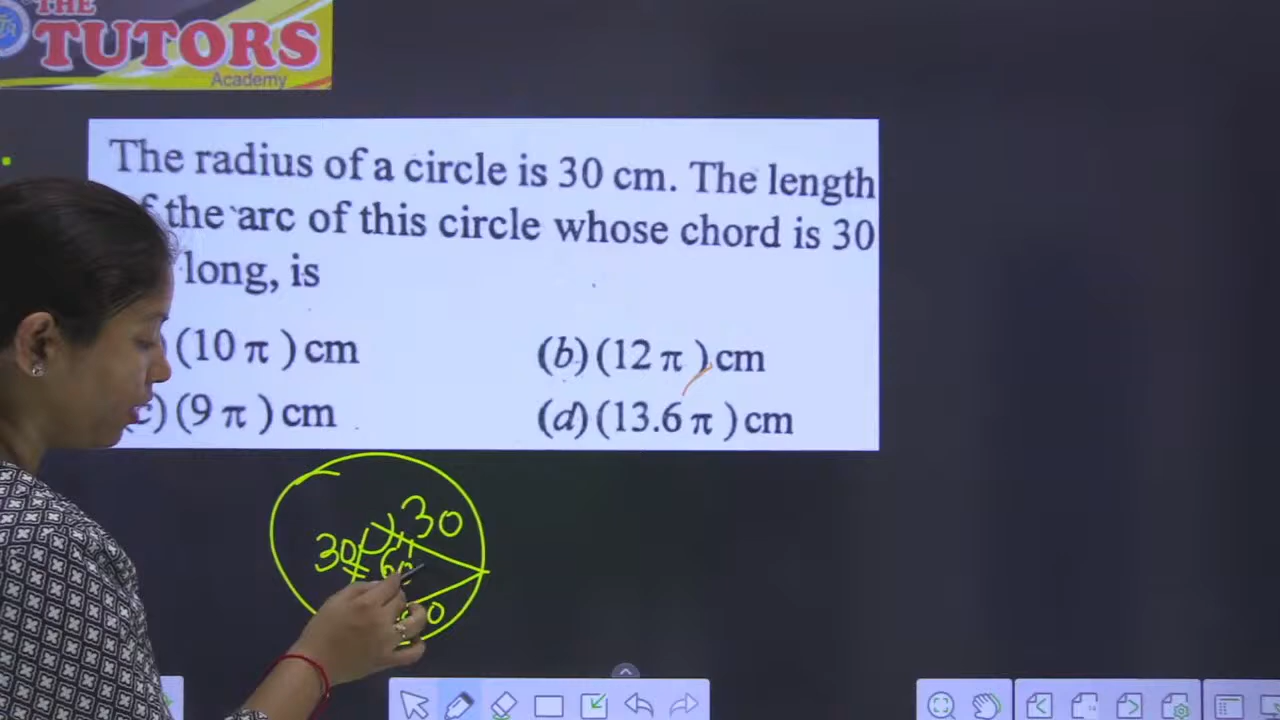 THE
TUTORS
Academy
The radius of a circle is 30 cm. The length
the arc of this circle whose chord is 30
long, is
(10 π ) cm
(b) (12 π ) cm
c) (9 π ) cm
(d) (13.6 π ) cm
30
30
60